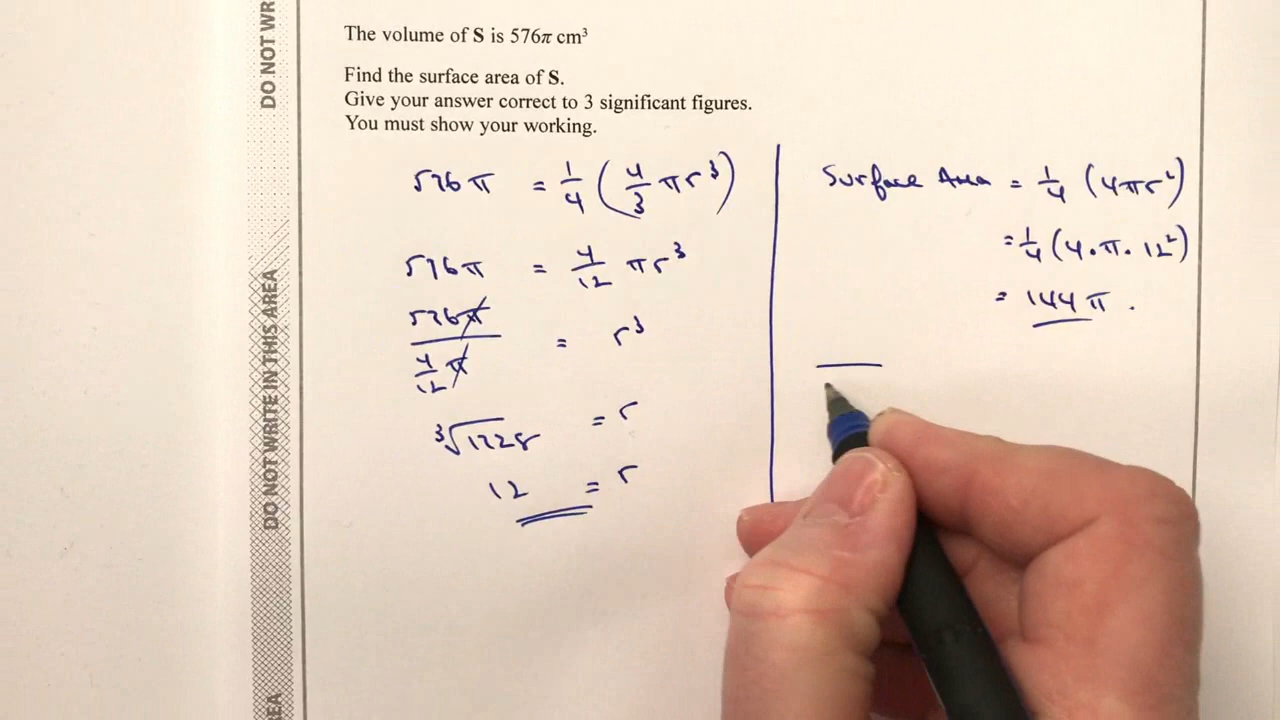 DO NOT WR
DO NOT WRITE IN THIS AREA
REA
The volume of S is 576π cm³
Find the surface area of S.
Give your answer correct to 3 significant figures.
You must show your working.
576π = 1/4 (4/3 πr³)
576π = 4/12 πr³
576π / 4/12 π = r³
³√1728 = r
12 = r
Surface Area = 1/4 (4πr²)
= 1/4 (4·π·12²)
= 144π.